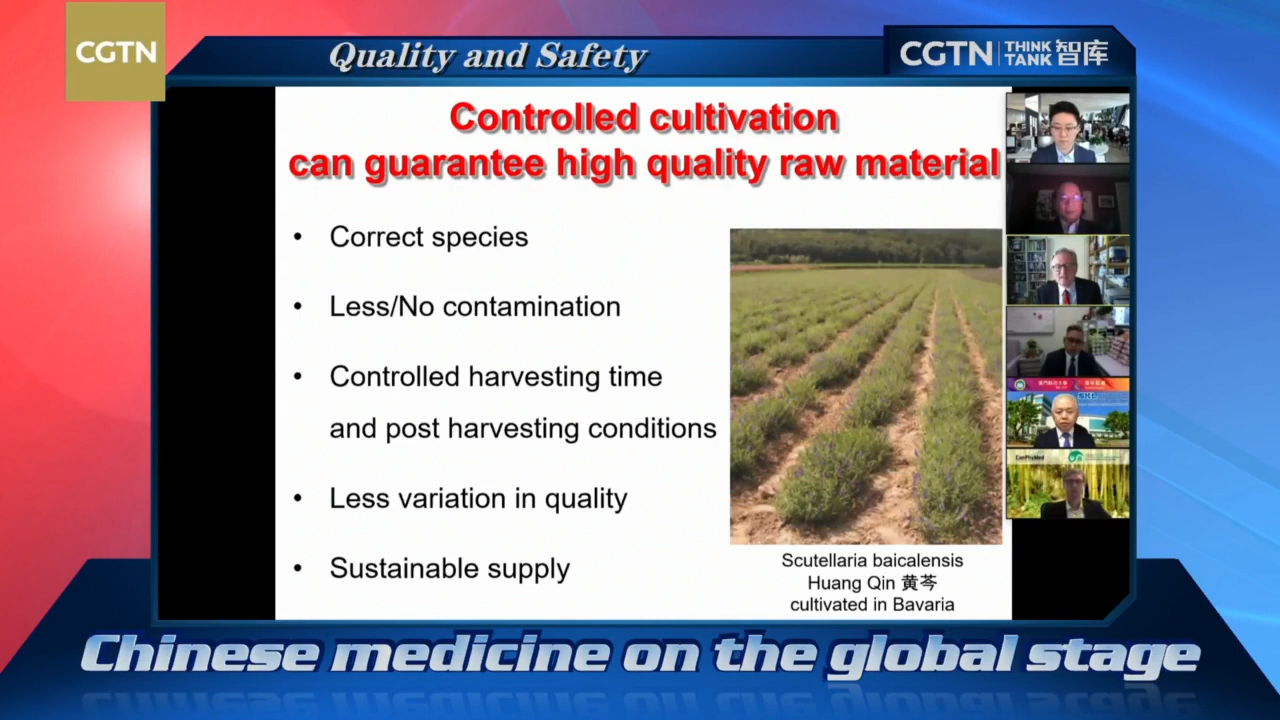 CGTN
Quality and Safety
CGTN THINK TANK 智库
Controlled cultivation
can guarantee high quality raw material
• Correct species
• Less/No contamination
• Controlled harvesting time
and post harvesting conditions
• Less variation in quality
• Sustainable supply
Scutellaria baicalensis
Huang Qin 黄芩
cultivated in Bavaria
SKL
Chinese medicine on the global stage